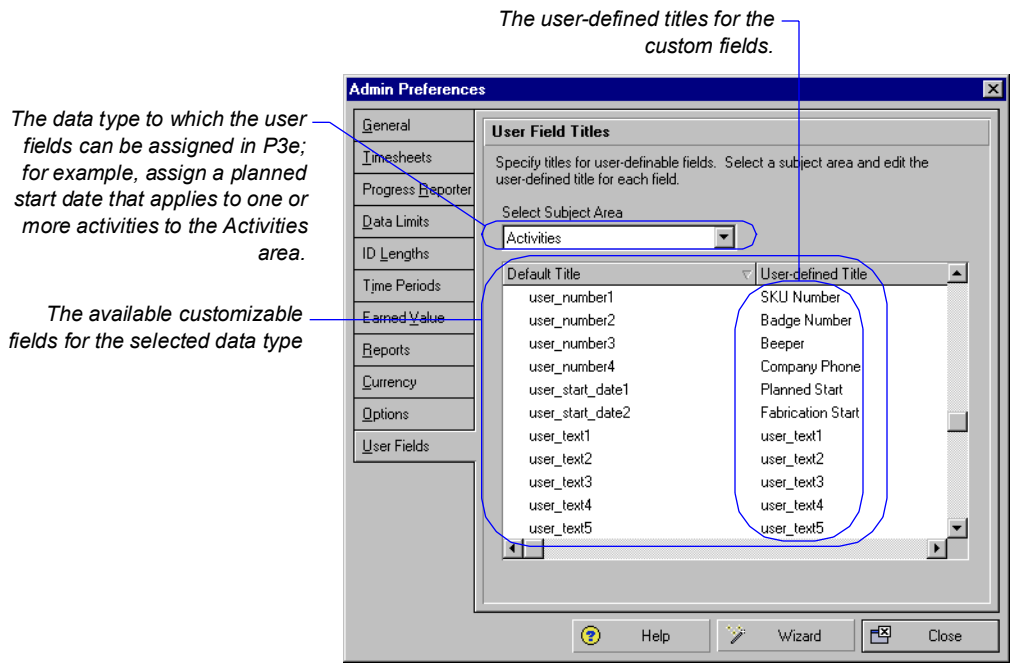 The user-defined titles for the
custom fields.
The data type to which the user
fields can be assigned in P3e;
for example, assign a planned
start date that applies to one or
more activities to the Activities
area.
The available customizable
fields for the selected data type
Admin Preferences
General
Timesheets
Progress Reporter
Data Limits
ID Lengths
Time Periods
Earned Value
Reports
Currency
Options
User Fields
User Field Titles
Specify titles for user-definable fields.  Select a subject area and edit the
user-defined title for each field.
Select Subject Area
Activities
Default Title User-defined Title
user_number1 SKU Number
user_number2 Badge Number
user_number3 Beeper
user_number4 Company Phone
user_start_date1 Planned Start
user_start_date2 Fabrication Start
user_text1 user_text1
user_text2 user_text2
user_text3 user_text3
user_text4 user_text4
user_text5 user_text5
Help Wizard Close